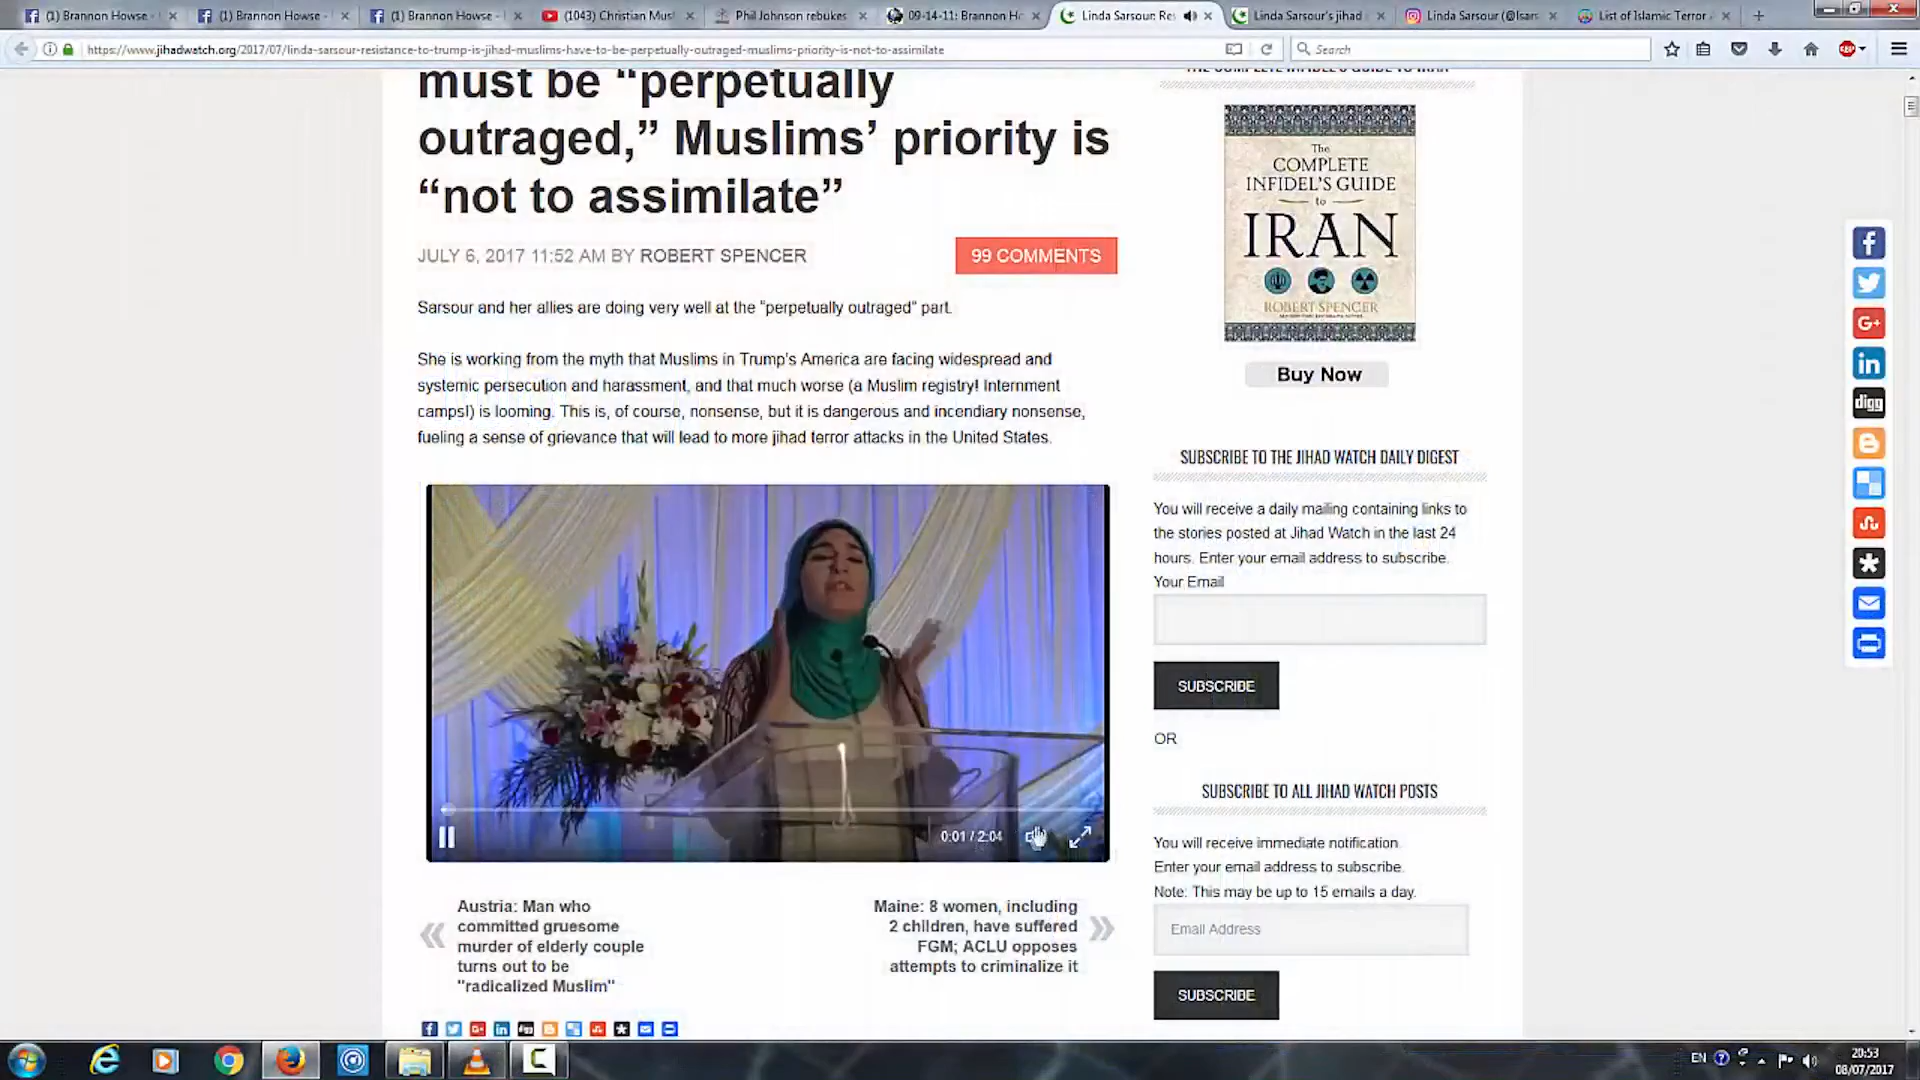 (1) Brannon Howse -
(1) Brannon Howse -
(1) Brannon Howse -
(1043) Christian Musl
Phil Johnson rebukes
09-14-11: Brannon Ho
Linda Sarsour: Res
Linda Sarsour's jihad
Linda Sarsour (@lsars
List of Islamic Terror A
https://www.jihadwatch.org/2017/07/linda-sarsour-resistance-to-trump-is-jihad-muslims-have-to-be-perpetually-outraged-muslims-priority-is-not-to-assimilate
Search
ABP
must be “perpetually
outraged,” Muslims’ priority is
“not to assimilate”
JULY 6, 2017 11:52 AM BY ROBERT SPENCER
99 COMMENTS
Sarsour and her allies are doing very well at the “perpetually outraged” part.
She is working from the myth that Muslims in Trump’s America are facing widespread and
systemic persecution and harassment, and that much worse (a Muslim registry! Internment
camps!) is looming. This is, of course, nonsense, but it is dangerous and incendiary nonsense,
fueling a sense of grievance that will lead to more jihad terror attacks in the United States.
0:01 / 2:04
Austria: Man who
committed gruesome
murder of elderly couple
turns out to be
"radicalized Muslim"
Maine: 8 women, including
2 children, have suffered
FGM; ACLU opposes
attempts to criminalize it
THE COMPLETE INFIDEL'S GUIDE TO IRAN
The
COMPLETE
INFIDEL'S GUIDE
to
IRAN
ROBERT SPENCER
Buy Now
SUBSCRIBE TO THE JIHAD WATCH DAILY DIGEST
You will receive a daily mailing containing links to
the stories posted at Jihad Watch in the last 24
hours. Enter your email address to subscribe.
Your Email
SUBSCRIBE
OR
SUBSCRIBE TO ALL JIHAD WATCH POSTS
You will receive immediate notification.
Enter your email address to subscribe.
Note: This may be up to 15 emails a day.
Email Address
SUBSCRIBE
digg
EN
20:53
08/07/2017